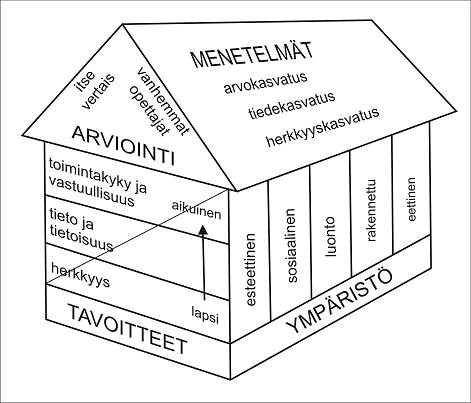 MENETELMÄT
arvokasvatus
tiedekasvatus
herkkyyskasvatus
itse
vertais
vanhemmat
opettajat
ARVIOINTI
toimintakyky ja
vastuullisuus
aikuinen
tieto ja
tietoisuus
herkkyys
lapsi
TAVOITTEET
esteettinen
sosiaalinen
luonto
rakennettu
eettinen
YMPÄRISTÖ